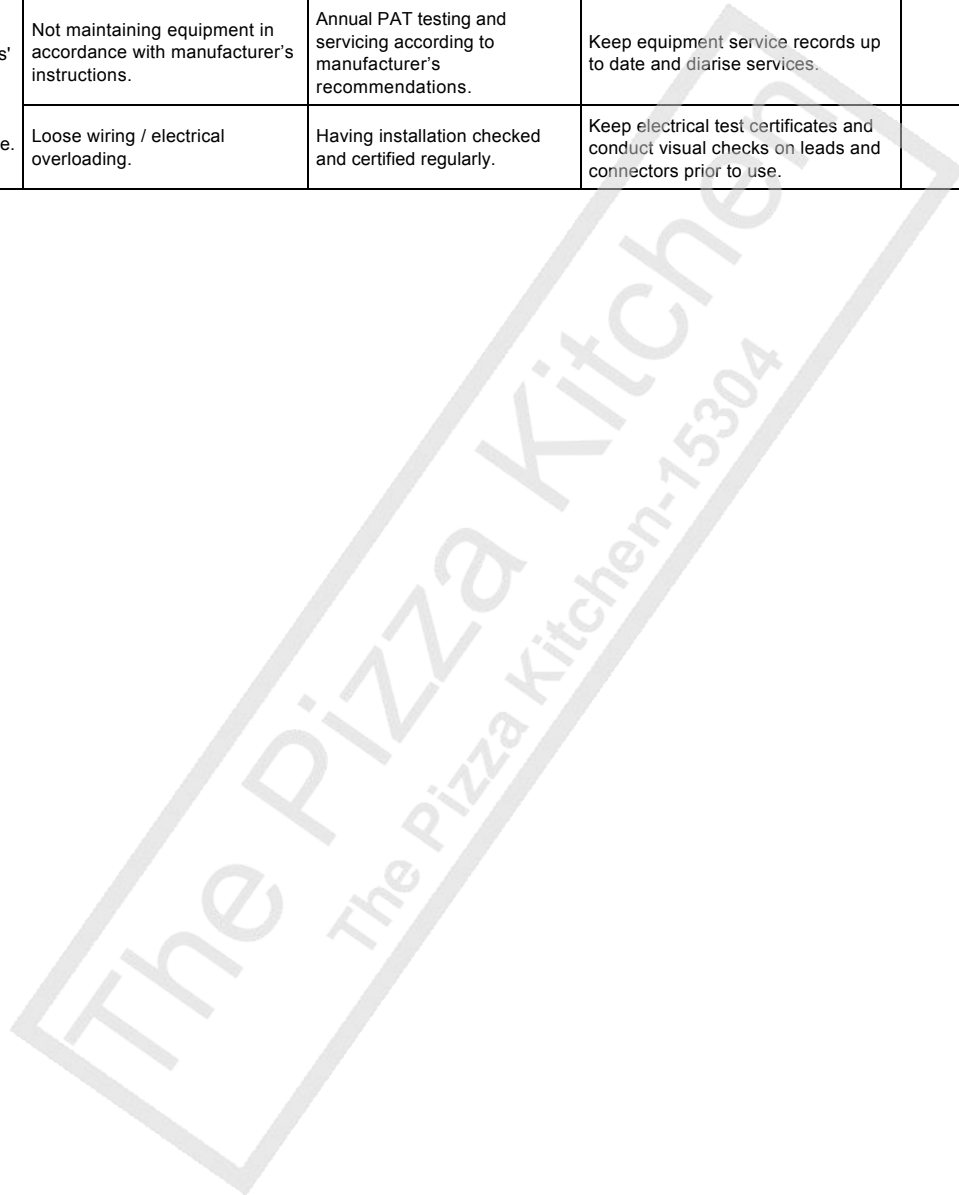 s'
Not maintaining equipment in
accordance with manufacturer's
instructions.
Annual PAT testing and
servicing according to
manufacturer's
recommendations.
Keep equipment service records up
to date and diarise services.
e.
Loose wiring / electrical
overloading.
Having installation checked
and certified regularly.
Keep electrical test certificates and
conduct visual checks on leads and
connectors prior to use.
The Pizza Kitchen
The Pizza Kitchen-15304